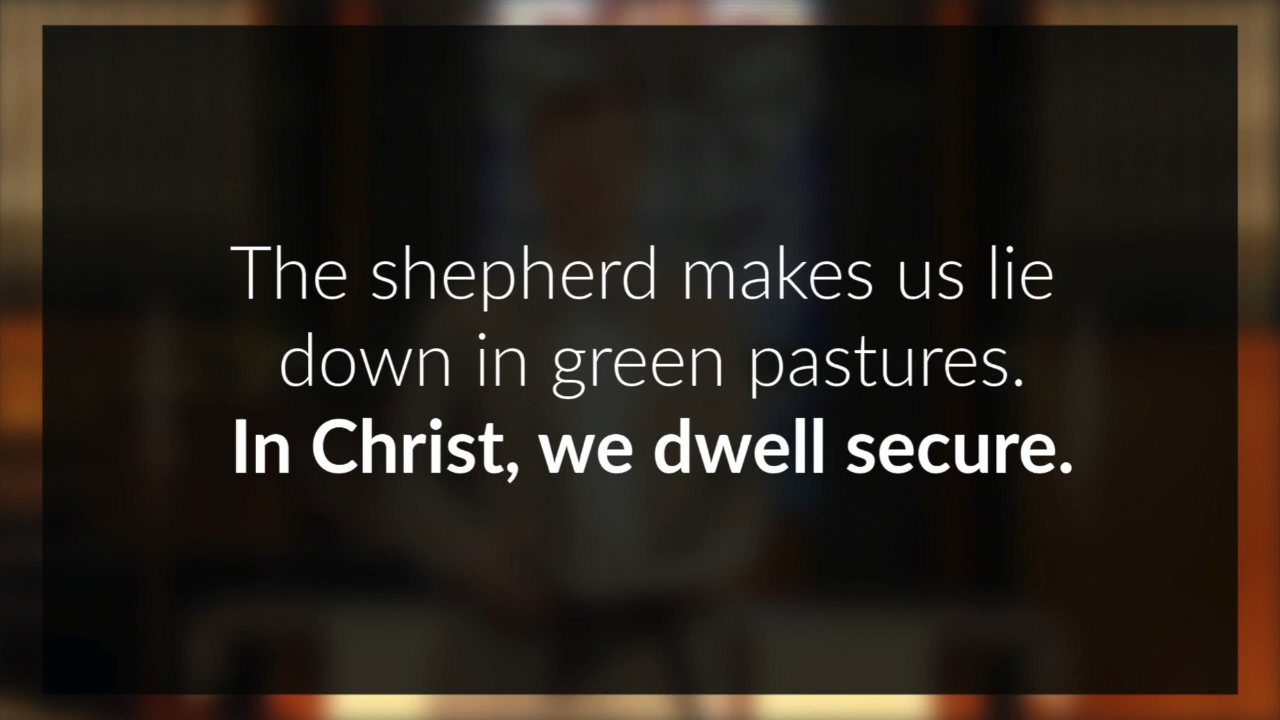 The shepherd makes us lie
down in green pastures.
In Christ, we dwell secure.